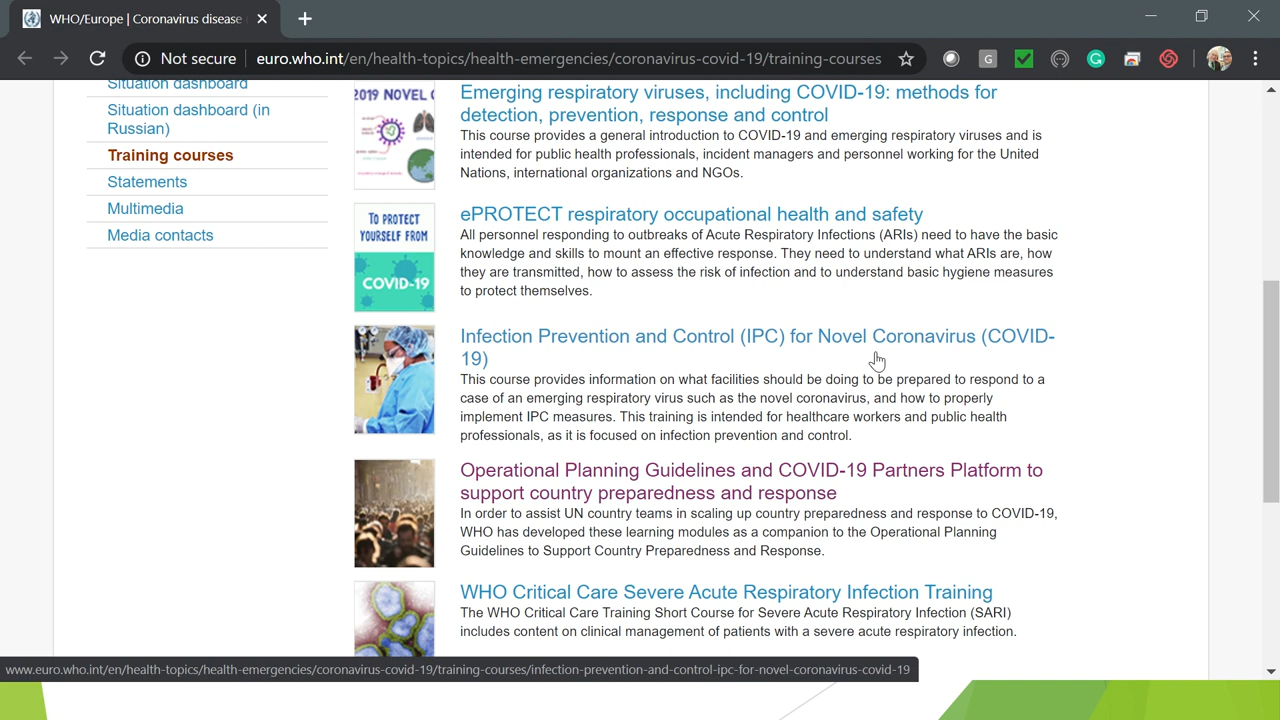 WHO/Europe | Coronavirus disease
Not secure
euro.who.int/en/health-topics/health-emergencies/coronavirus-covid-19/training-courses
Situation dashboard
Situation dashboard (in
Russian)
Training courses
Statements
Multimedia
Media contacts
2019 NOVEL C
Emerging respiratory viruses, including COVID-19: methods for
detection, prevention, response and control
This course provides a general introduction to COVID-19 and emerging respiratory viruses and is
intended for public health professionals, incident managers and personnel working for the United
Nations, international organizations and NGOs.
TO PROTECT
YOURSELF FROM
COVID-19
ePROTECT respiratory occupational health and safety
All personnel responding to outbreaks of Acute Respiratory Infections (ARIs) need to have the basic
knowledge and skills to mount an effective response. They need to understand what ARIs are, how
they are transmitted, how to assess the risk of infection and to understand basic hygiene measures
to protect themselves.
Infection Prevention and Control (IPC) for Novel Coronavirus (COVID-
19)
This course provides information on what facilities should be doing to be prepared to respond to a
case of an emerging respiratory virus such as the novel coronavirus, and how to properly
implement IPC measures. This training is intended for healthcare workers and public health
professionals, as it is focused on infection prevention and control.
Operational Planning Guidelines and COVID-19 Partners Platform to
support country preparedness and response
In order to assist UN country teams in scaling up country preparedness and response to COVID-19,
WHO has developed these learning modules as a companion to the Operational Planning
Guidelines to Support Country Preparedness and Response.
WHO Critical Care Severe Acute Respiratory Infection Training
The WHO Critical Care Training Short Course for Severe Acute Respiratory Infection (SARI)
includes content on clinical management of patients with a severe acute respiratory infection.
www.euro.who.int/en/health-topics/health-emergencies/coronavirus-covid-19/training-courses/infection-prevention-and-control-ipc-for-novel-coronavirus-covid-19